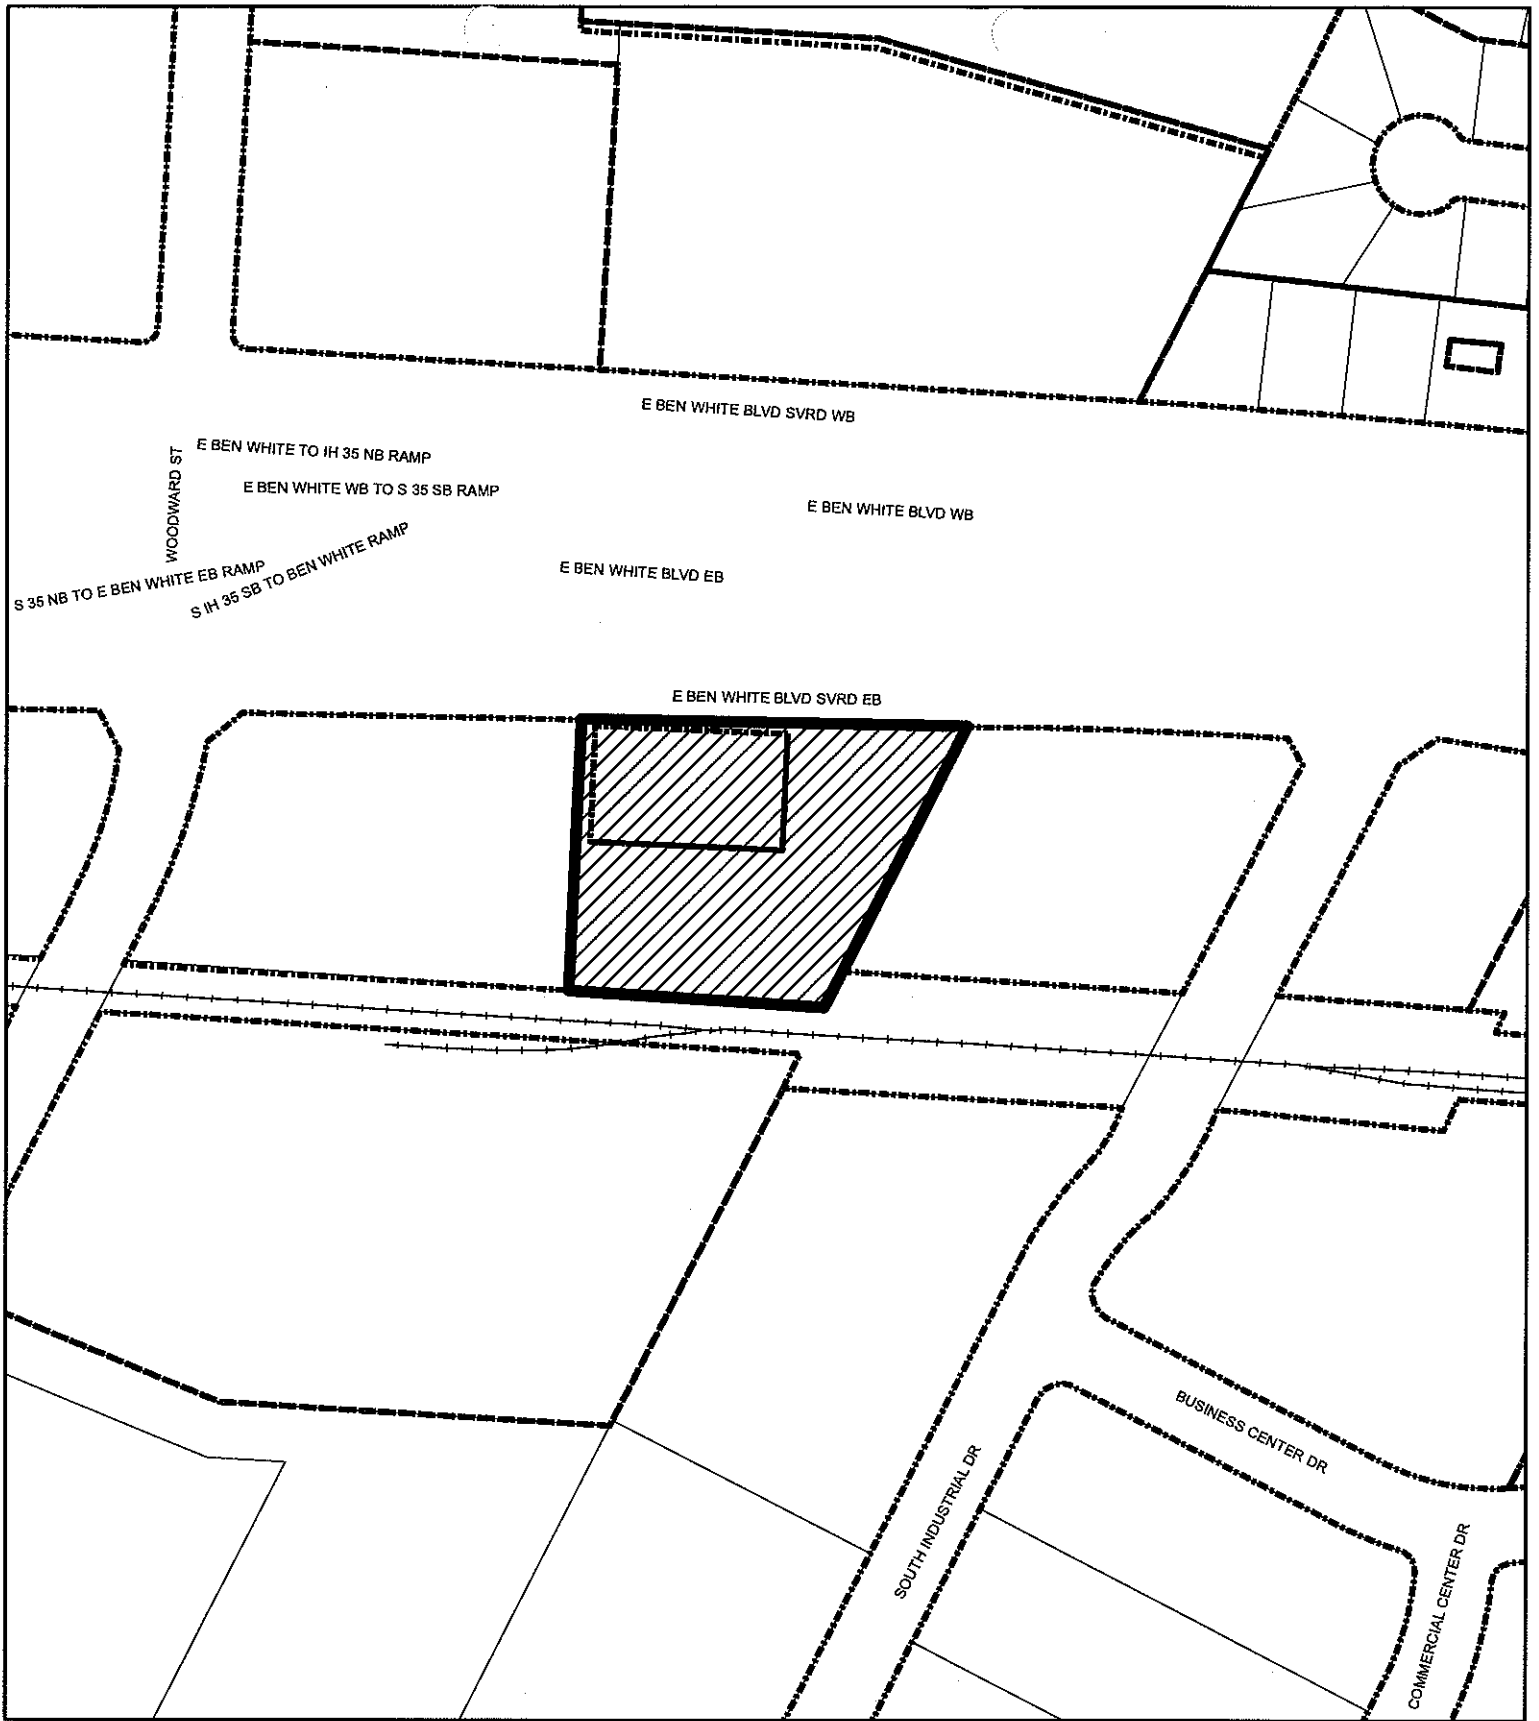 E BEN WHITE BLVD SVRD WB
E BEN WHITE TO IH 35 NB RAMP
WOODWARD ST
E BEN WHITE WB TO S 35 SB RAMP
E BEN WHITE BLVD WB
S 35 NB TO E BEN WHITE EB RAMP
S IH 35 SB TO BEN WHITE RAMP
E BEN WHITE BLVD EB
E BEN WHITE BLVD SVRD EB
BUSINESS CENTER DR
SOUTH INDUSTRIAL DR
COMMERCIAL CENTER DR